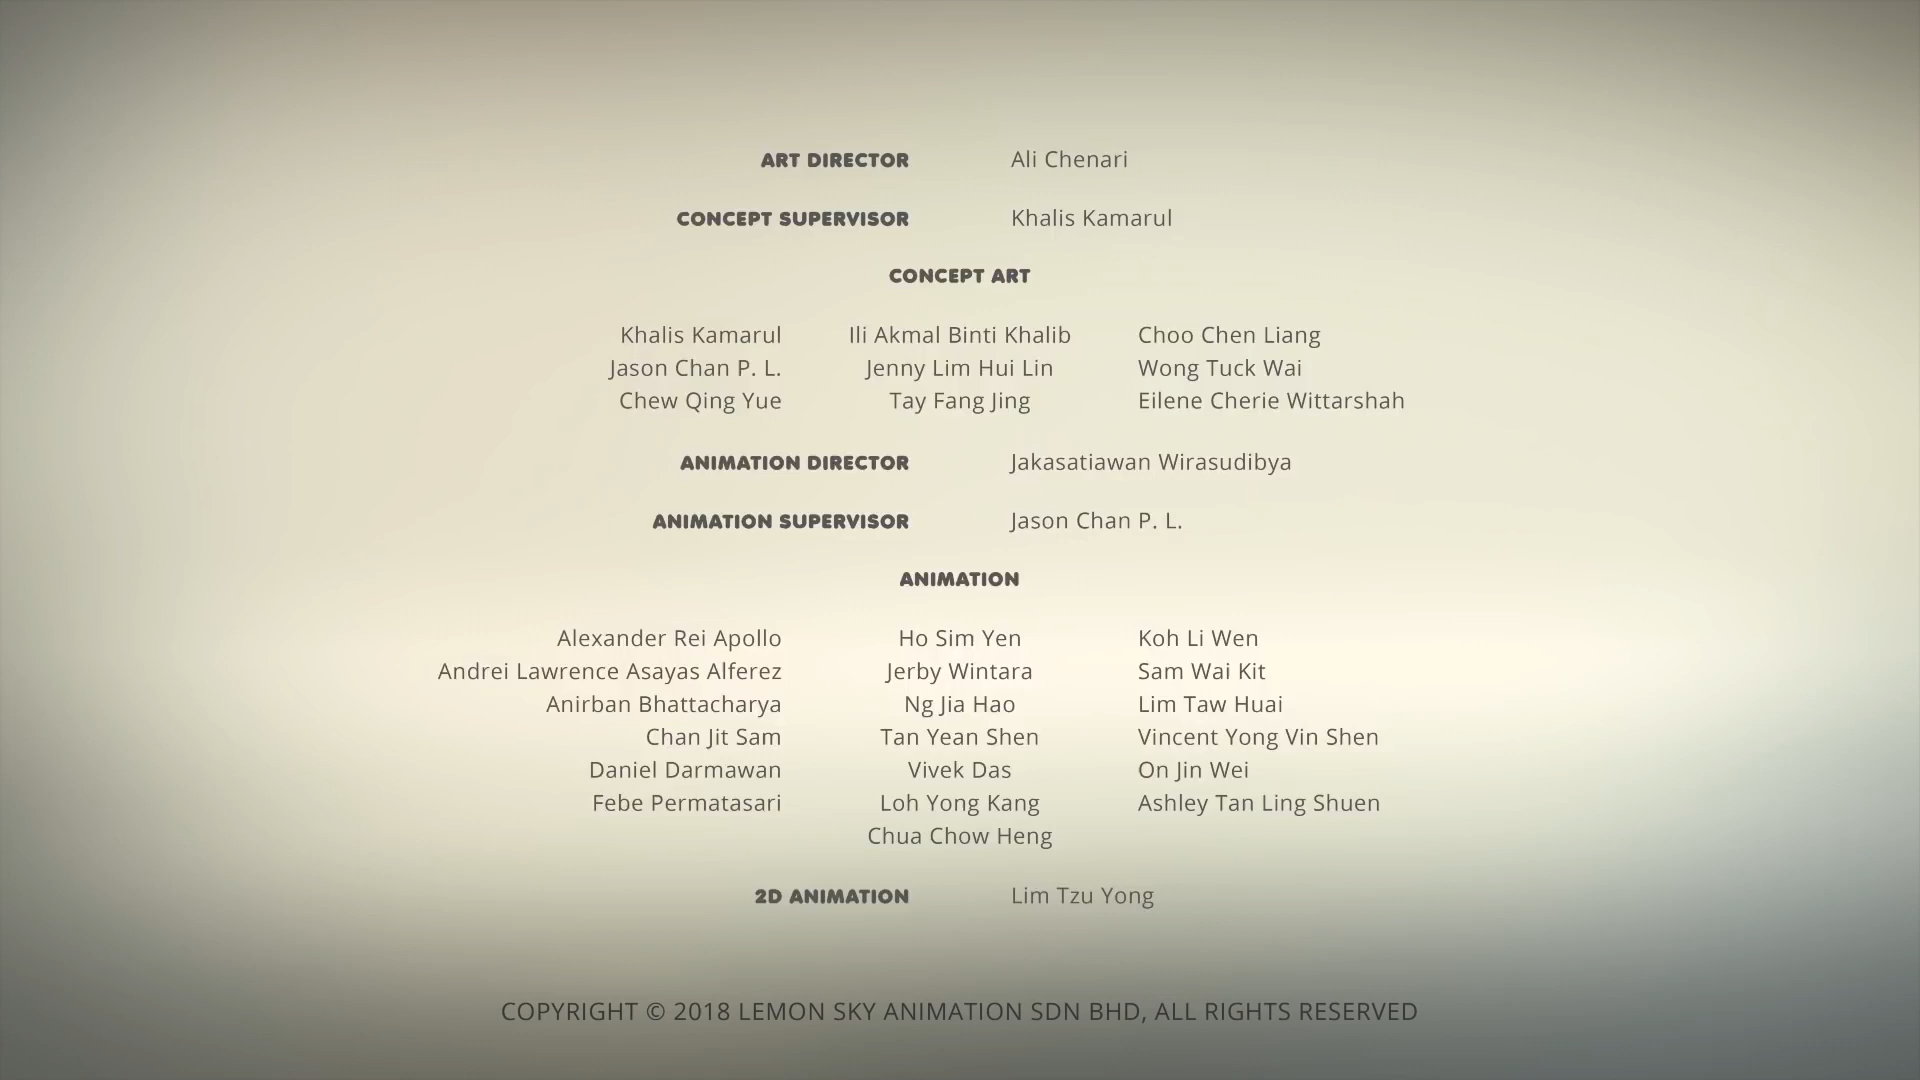 ART DIRECTOR Ali Chenari
CONCEPT SUPERVISOR Khalis Kamarul
CONCEPT ART
Khalis Kamarul Ili Akmal Binti Khalib Choo Chen Liang
Jason Chan P. L. Jenny Lim Hui Lin Wong Tuck Wai
Chew Qing Yue Tay Fang Jing Eilene Cherie Wittarshah
ANIMATION DIRECTOR Jakasatiawan Wirasudibya
ANIMATION SUPERVISOR Jason Chan P. L.
ANIMATION
Alexander Rei Apollo Ho Sim Yen Koh Li Wen
Andrei Lawrence Asayas Alferez Jerby Wintara Sam Wai Kit
Anirban Bhattacharya Ng Jia Hao Lim Taw Huai
Chan Jit Sam Tan Yean Shen Vincent Yong Vin Shen
Daniel Darmawan Vivek Das On Jin Wei
Febe Permatasari Loh Yong Kang Ashley Tan Ling Shuen
Chua Chow Heng
2D ANIMATION Lim Tzu Yong
COPYRIGHT © 2018 LEMON SKY ANIMATION SDN BHD, ALL RIGHTS RESERVED